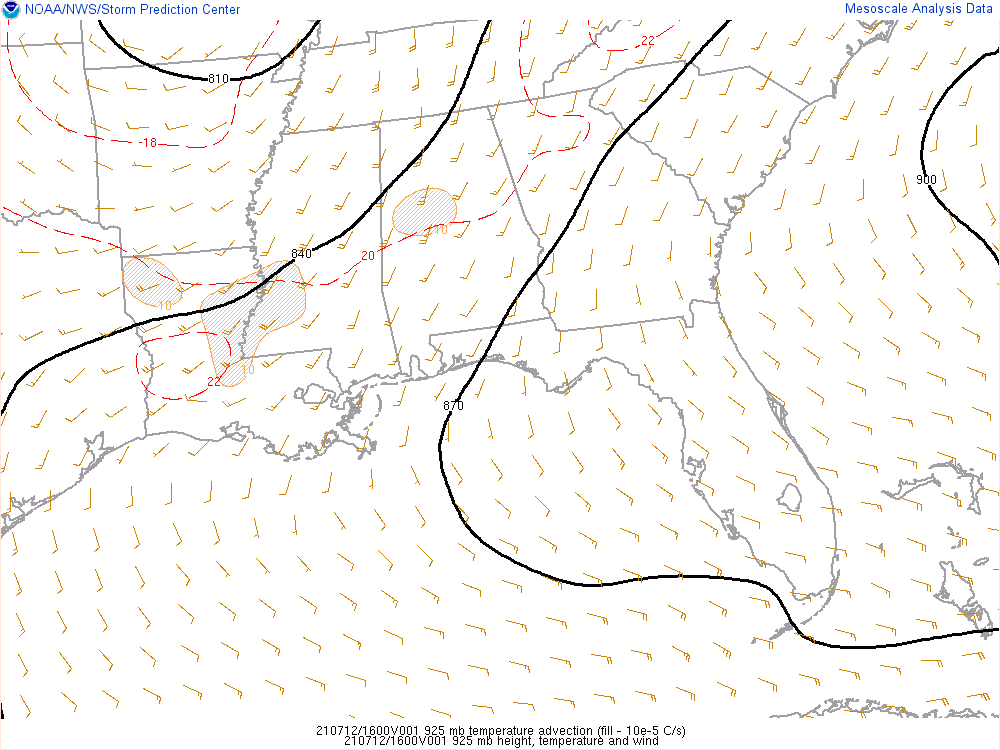 NOAA/NWS/Storm Prediction Center
Mesoscale Analysis Data
22
810
-18
900
10
840
20
10
22
10
870
210712/1600V001 925 mb temperature advection (fill - 10e-5 C/s)
210712/1600V001 925 mb height, temperature and wind